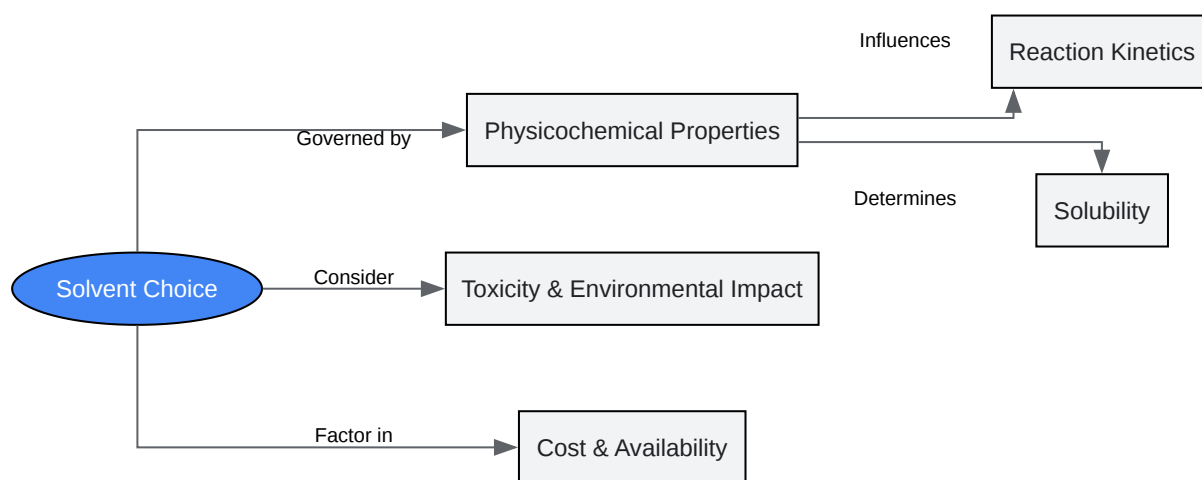 Influences
Reaction Kinetics
Governed by
Physicochemical Properties
Determines
Solubility
Solvent Choice
Consider
Toxicity & Environmental Impact
Factor in
Cost & Availability